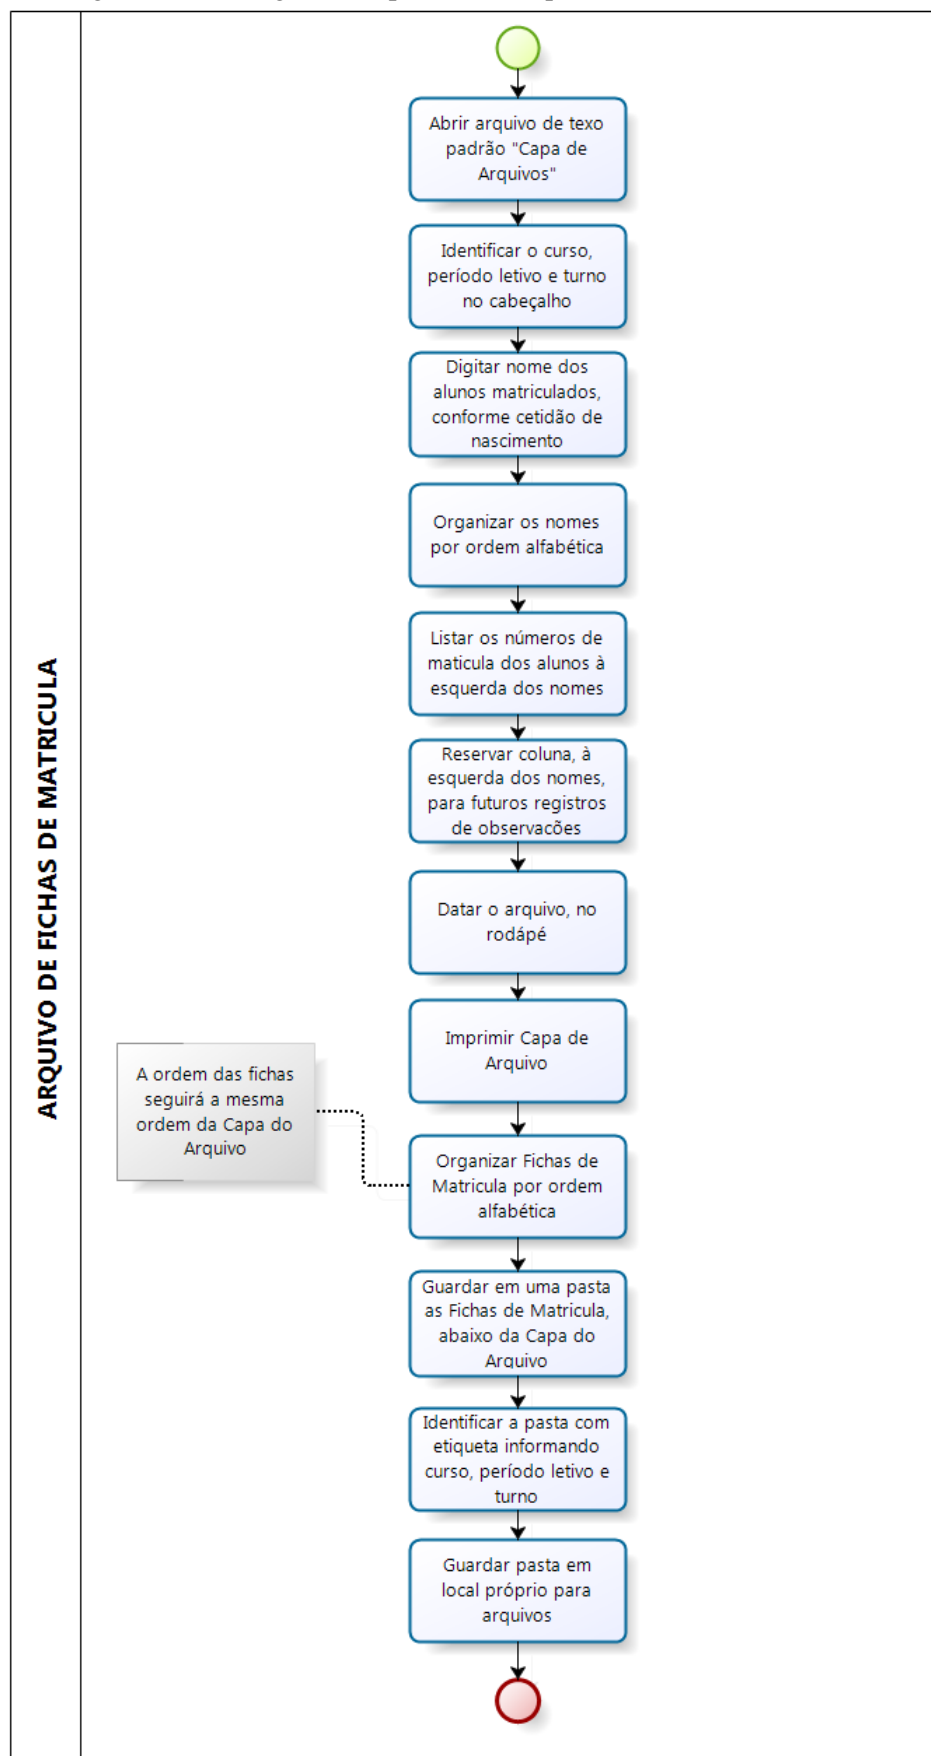 Abrir arquivo de texo
padrão "Capa de
Arquivos"
Identificar o curso,
período letivo e turno
no cabeçalho
Digitar nome dos
alunos matriculados,
conforme cetidão de
nascimento
Organizar os nomes
por ordem alfabética
Listar os números de
maticula dos alunos à
esquerda dos nomes
Reservar coluna, à
esquerda dos nomes,
para futuros registros
de observacões
Datar o arquivo, no
rodápé
Imprimir Capa de
Arquivo
A ordem das fichas
seguirá a mesma
ordem da Capa do
Arquivo
Organizar Fichas de
Matricula por ordem
alfabética
Guardar em uma pasta
as Fichas de Matricula,
abaixo da Capa do
Arquivo
Identificar a pasta com
etiqueta informando
curso, período letivo e
turno
Guardar pasta em
local próprio para
arquivos
ARQUIVO DE FICHAS DE MATRICULA